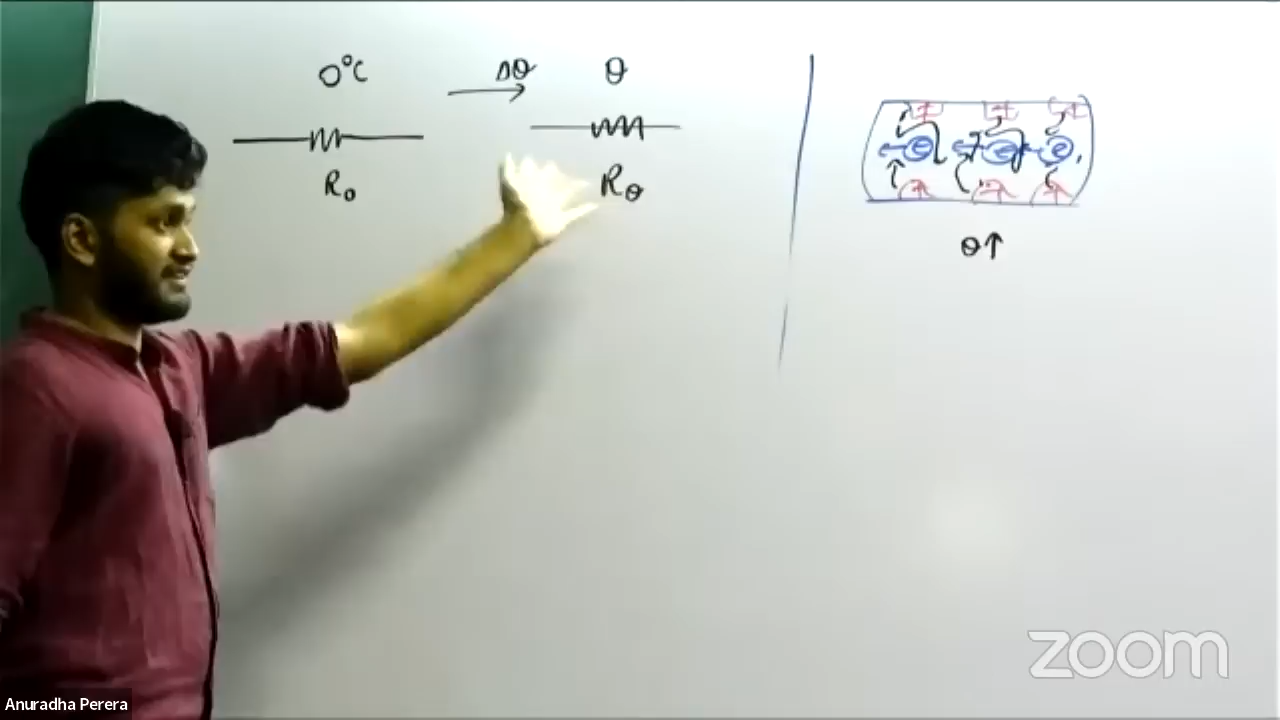 0°C
Δθ
θ
R₀
Rθ
e e e
θ↑
zoom
Anuradha Perera